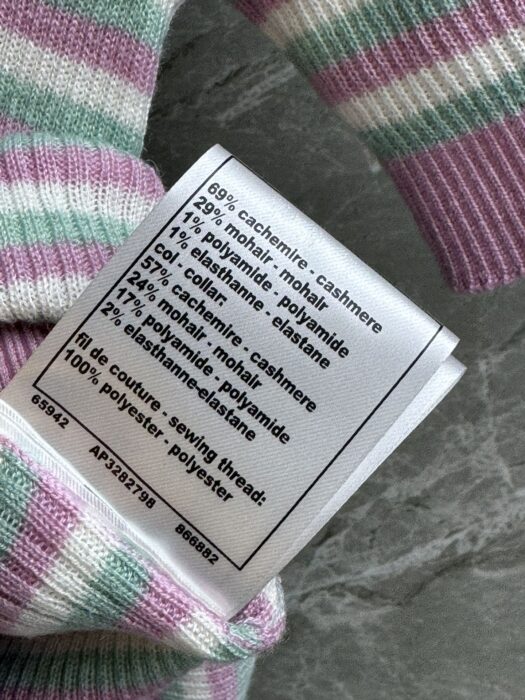 69% cachemire - cashmere
29% mohair - mohair
1% polyamide - polyamide
1% elasthanne - elastane
col - collar:
57% cachemire - cashmere
24% mohair - mohair
17% polyamide - polyamide
2% elasthanne-elastane
fil de couture - sewing thread:
100% polyester - polyester
65942 AP3282798 866882